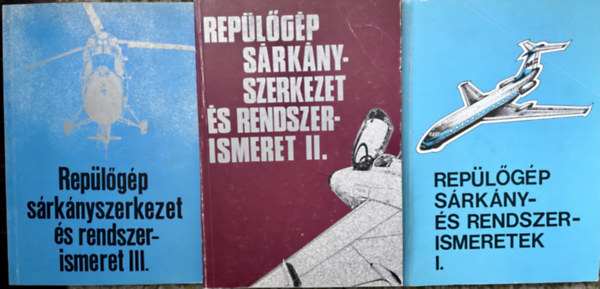 Repülőgép
sárkányszerkezet
és rendszer-
ismeret III.
REPÜLŐGÉP
SÁRKÁNY-
SZERKEZET
ÉS RENDSZER-
ISMERET II.
REPÜLŐGÉP
SÁRKÁNY-
ÉS RENDSZER-
ISMERETEK
I.